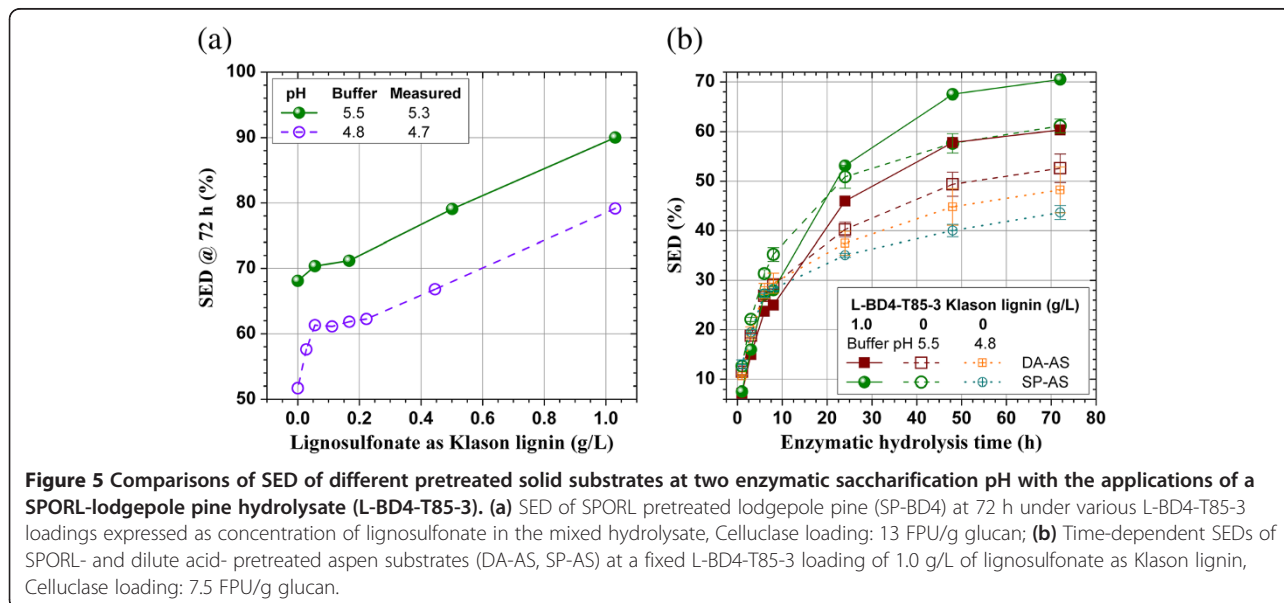 (a)
100
90
80
70
60
50
SED @ 72 h (%)
pH Buffer Measured
5.5 5.3
4.8 4.7
0.0 0.2 0.4 0.6 0.8 1.0
Lignosulfonate as Klason lignin (g/L)
(b)
70
60
50
40
30
20
10
SED (%)
L-BD4-T85-3 Klason lignin (g/L)
1.0 0 0
Buffer pH 5.5 4.8
DA-AS
SP-AS
0 10 20 30 40 50 60 70 80
Enzymatic hydrolysis time (h)
Figure 5 Comparisons of SED of different pretreated solid substrates at two enzymatic saccharification pH with the applications of a
SPORL-lodgepole pine hydrolysate (L-BD4-T85-3). (a) SED of SPORL pretreated lodgepole pine (SP-BD4) at 72 h under various L-BD4-T85-3
loadings expressed as concentration of lignosulfonate in the mixed hydrolysate, Celluclase loading: 13 FPU/g glucan; (b) Time-dependent SEDs of
SPORL- and dilute acid- pretreated aspen substrates (DA-AS, SP-AS) at a fixed L-BD4-T85-3 loading of 1.0 g/L of lignosulfonate as Klason lignin,
Celluclase loading: 7.5 FPU/g glucan.